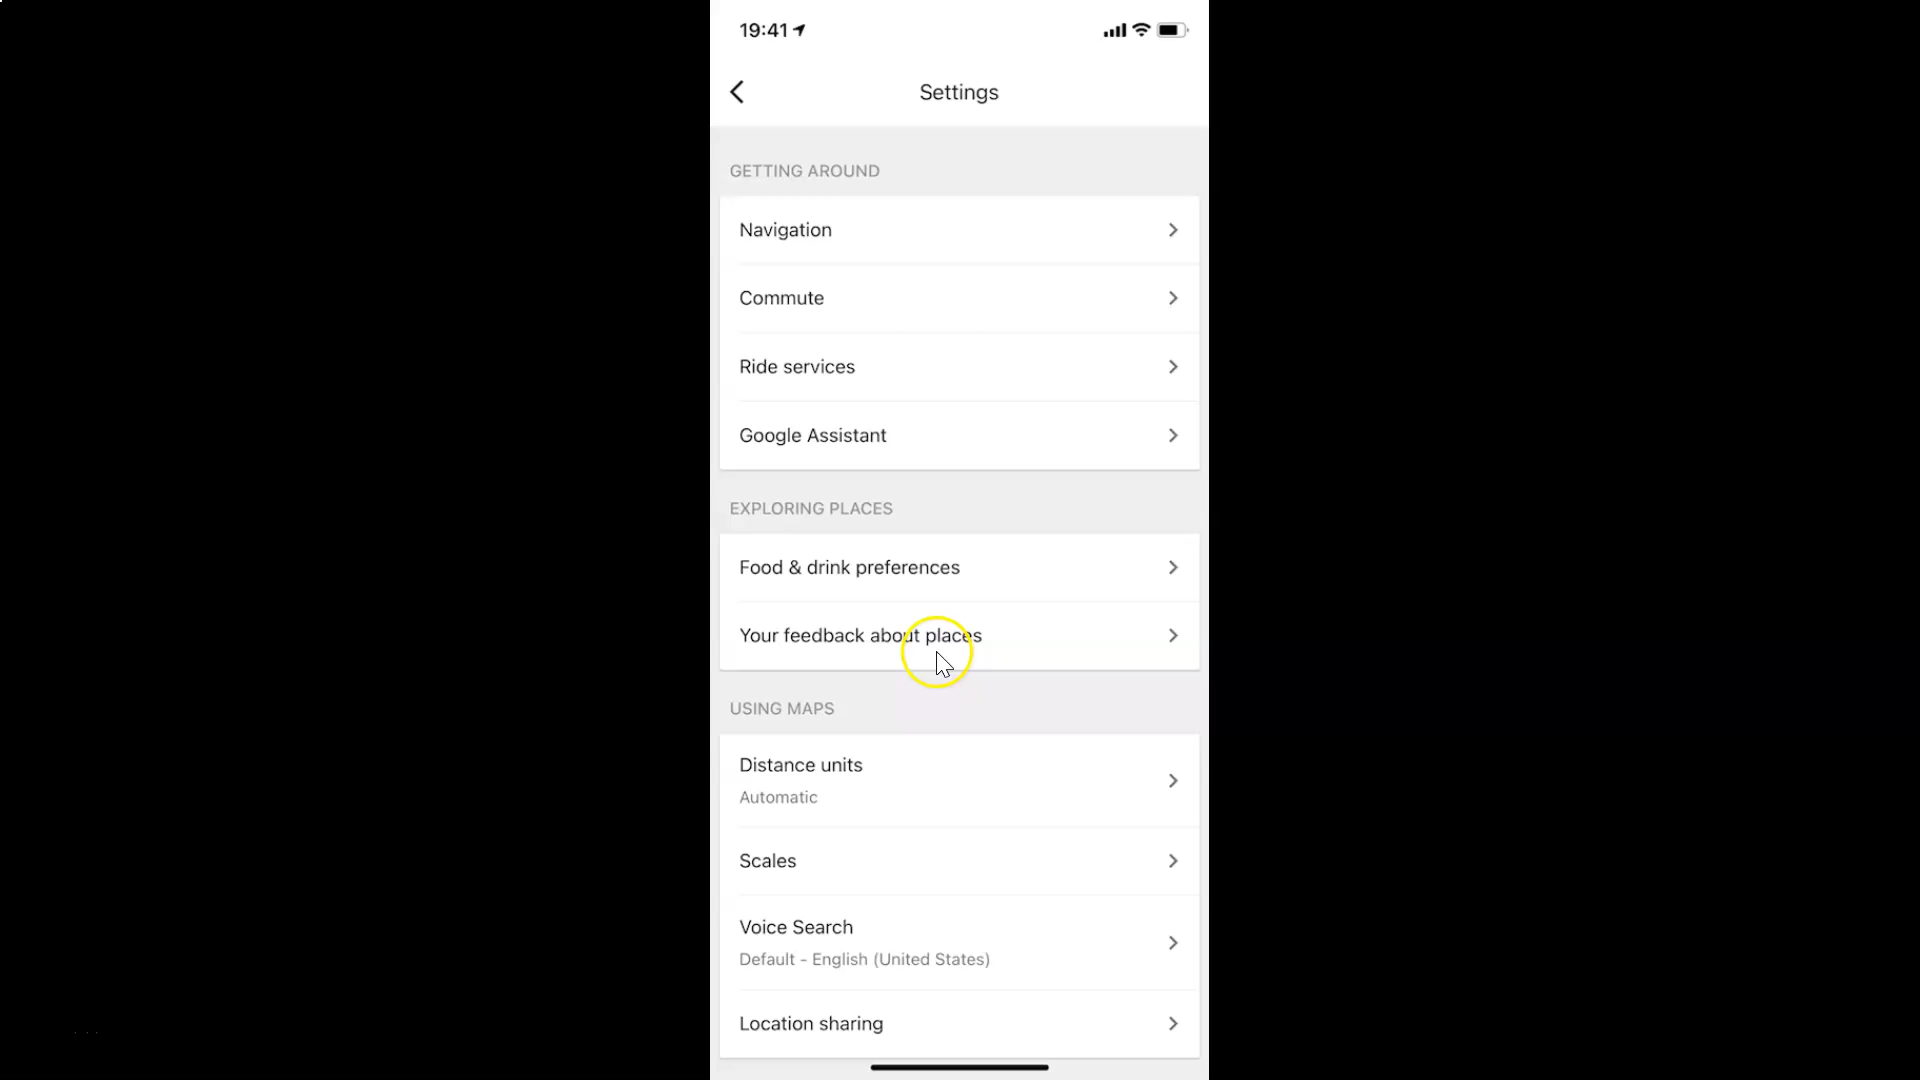 19:41
Settings
GETTING AROUND
Navigation
Commute
Ride services
Google Assistant
EXPLORING PLACES
Food & drink preferences
Your feedback about places
USING MAPS
Distance units
Automatic
Scales
Voice Search
Default - English (United States)
Location sharing